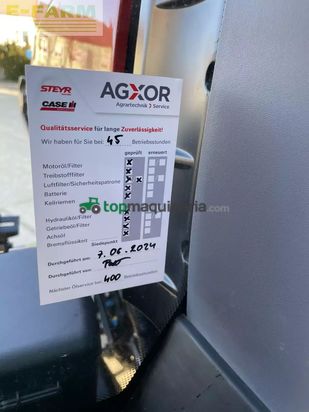 E-FARM
STEYR
CASE IH
AGXOR
Agrartechnik Service
Qualitätsservice für lange Zuverlässigkeit!
Wir haben für Sie bei 45 Betriebsstunden
geprüft erneuert
Motoröl/Filter
Treibstofffilter
Luftfilter/Sicherheitspatrone
Batterie
Keilriemen
topmaquinaria.com
Hydrauliköl/Filter
Getriebeöl/Filter
Achsöl
Bremsflüssigkeit Siedepunkt
Durchgeführt am: 7.06.2024
Durchgeführt von:
Nächster Ölservice bei 400 Betriebsstunden